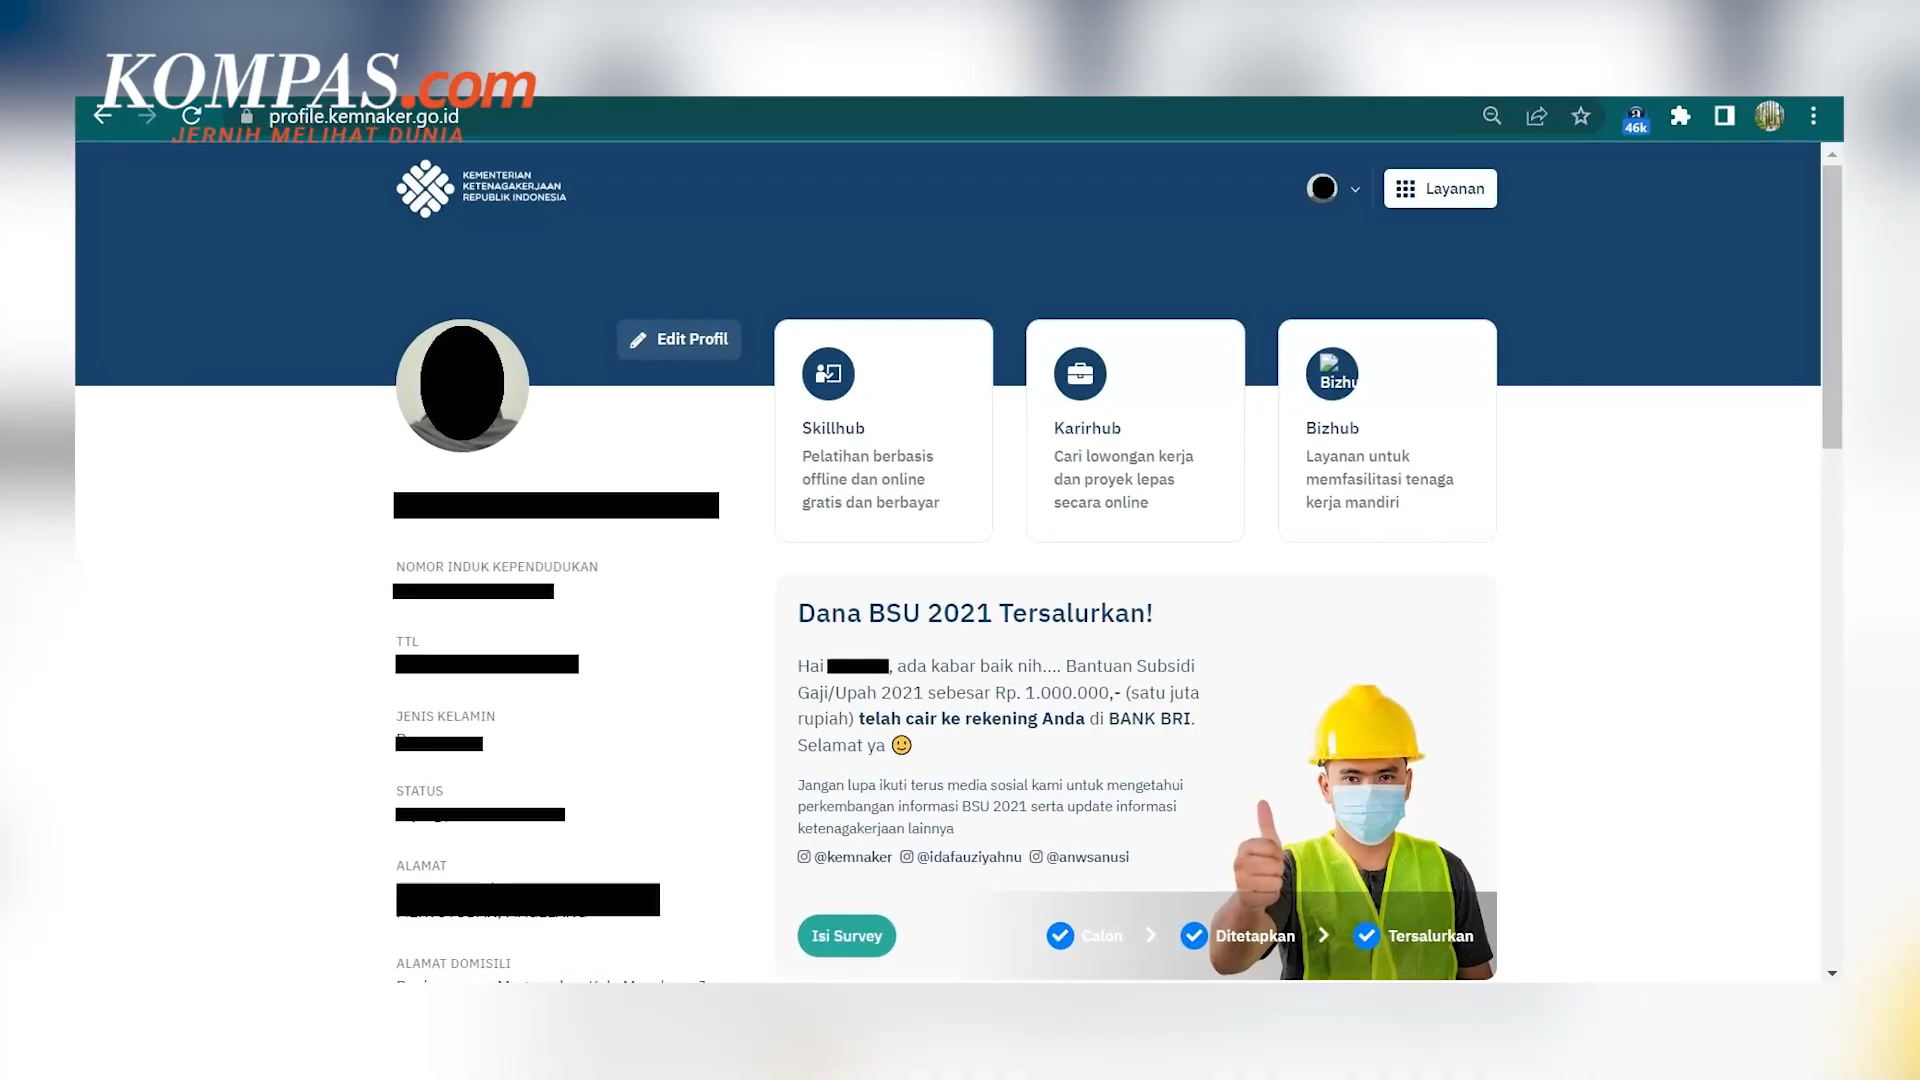 KOMPAS.com
JERNIH MELIHAT DUNIA
profile.kemnaker.go.id
46k
KEMENTERIAN
KETENAGAKERJAAN
REPUBLIK INDONESIA
Layanan
Edit Profil
Skillhub
Pelatihan berbasis
offline dan online
gratis dan berbayar
Karirhub
Cari lowongan kerja
dan proyek lepas
secara online
Bizhu
Bizhub
Layanan untuk
memfasilitasi tenaga
kerja mandiri
NOMOR INDUK KEPENDUDUKAN
TTL
JENIS KELAMIN
STATUS
ALAMAT
ALAMAT DOMISILI
Dana BSU 2021 Tersalurkan!
Hai , ada kabar baik nih.... Bantuan Subsidi
Gaji/Upah 2021 sebesar Rp. 1.000.000,- (satu juta
rupiah) telah cair ke rekening Anda di BANK BRI.
Selamat ya 🙂
Jangan lupa ikuti terus media sosial kami untuk mengetahui
perkembangan informasi BSU 2021 serta update informasi
ketenagakerjaan lainnya
@kemnaker @idafauziyahnu @anwsanusi
Isi Survey
Calon Ditetapkan Tersalurkan